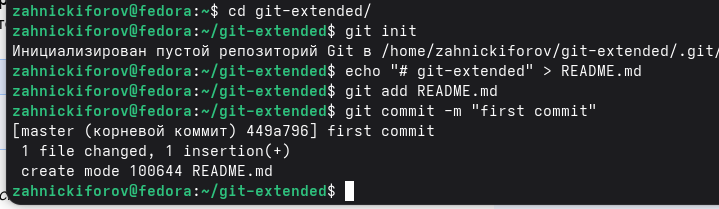 zahnickiforov@fedora:~$ cd git-extended/
zahnickiforov@fedora:~/git-extended$ git init
Инициализирован пустой репозиторий Git в /home/zahnickiforov/git-extended/.git/
zahnickiforov@fedora:~/git-extended$ echo "# git-extended" > README.md
zahnickiforov@fedora:~/git-extended$ git add README.md
zahnickiforov@fedora:~/git-extended$ git commit -m "first commit"
[master (корневой коммит) 449a796] first commit
 1 file changed, 1 insertion(+)
 create mode 100644 README.md
zahnickiforov@fedora:~/git-extended$